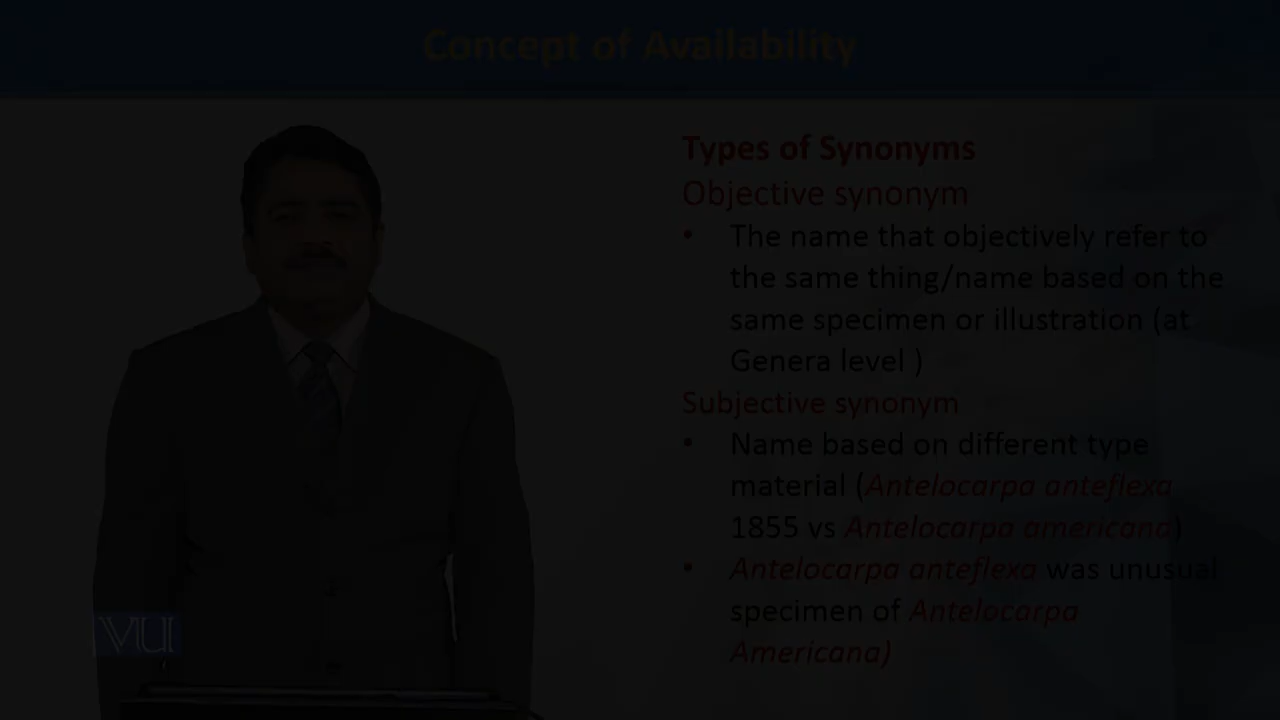 Concept of Availability
Types of Synonyms
Objective synonym
• The name that objectively refer to
the same thing/name based on the
same specimen or illustration (at
Genera level )
Subjective synonym
• Name based on different type
material (Antelocarpa anteflexa
1855 vs Antelocarpa americana)
• Antelocarpa anteflexa was unusual
specimen of Antelocarpa
Americana)
VU